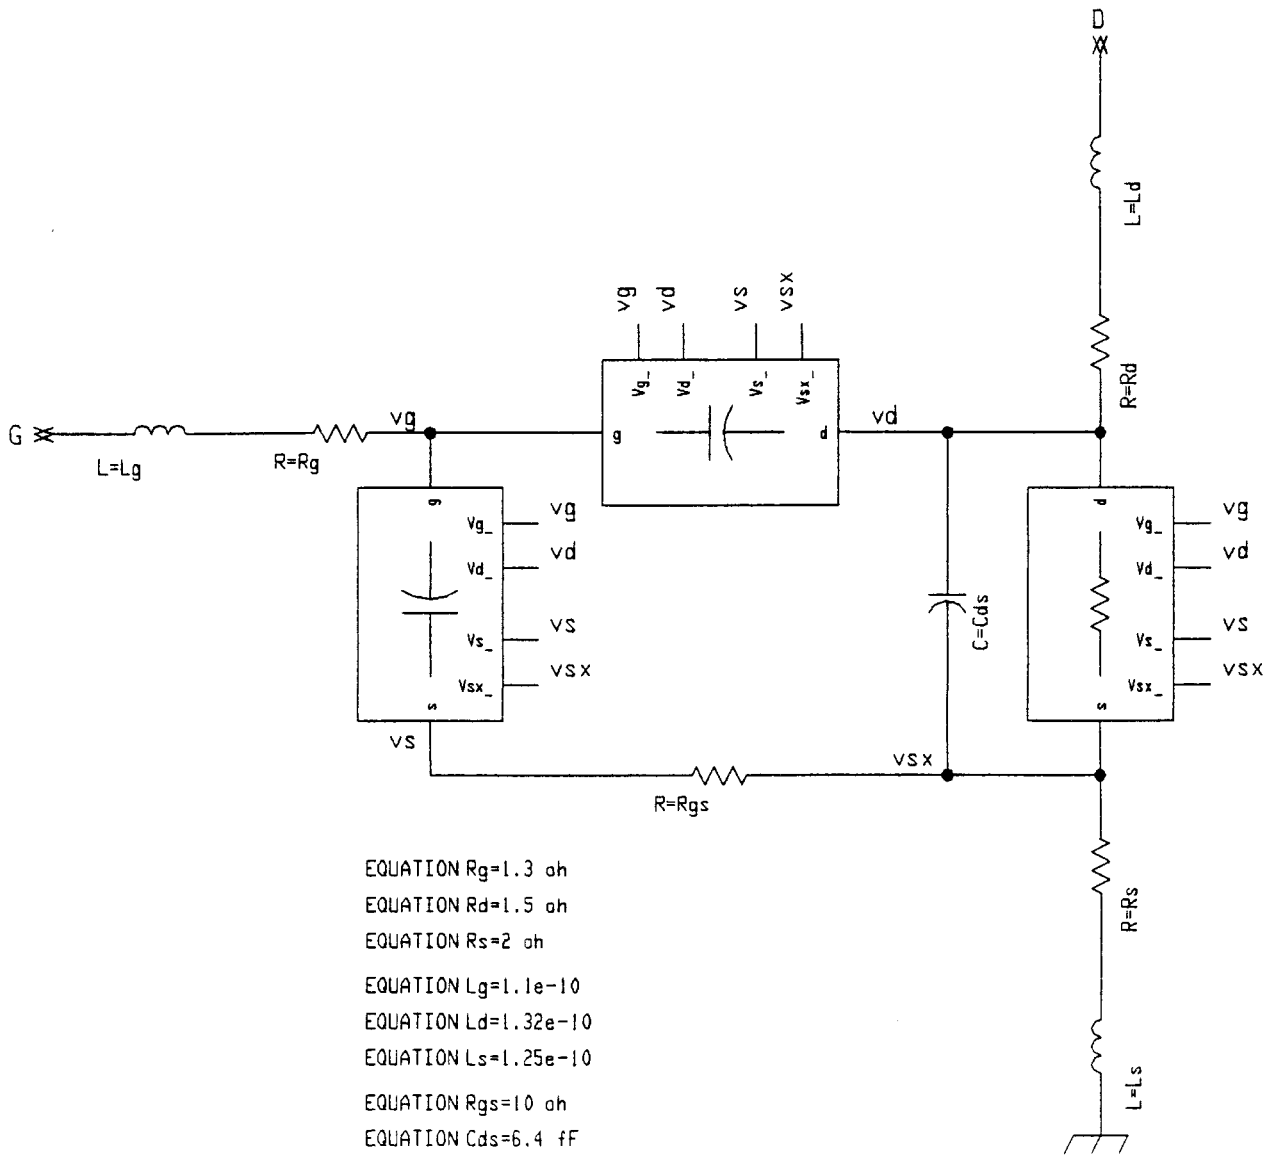 D
L=Ld
vg
vd
vs
vsx
R=Rd
Vg_
Vd_
Vs_
Vsx_
G
vg
g
d
vd
L=Lg
R=Rg
g
Vg_
vg
Vd_
vd
Vs_
vs
Vsx_
vsx
s
vs
C=Cds
d
Vg_
vg
Vd_
vd
Vs_
vs
Vsx_
vsx
s
vsx
R=Rgs
R=Rs
L=Ls
EQUATION Rg=1.3 oh
EQUATION Rd=1.5 oh
EQUATION Rs=2 oh
EQUATION Lg=1.1e-10
EQUATION Ld=1.32e-10
EQUATION Ls=1.25e-10
EQUATION Rgs=10 oh
EQUATION Cds=6.4 fF